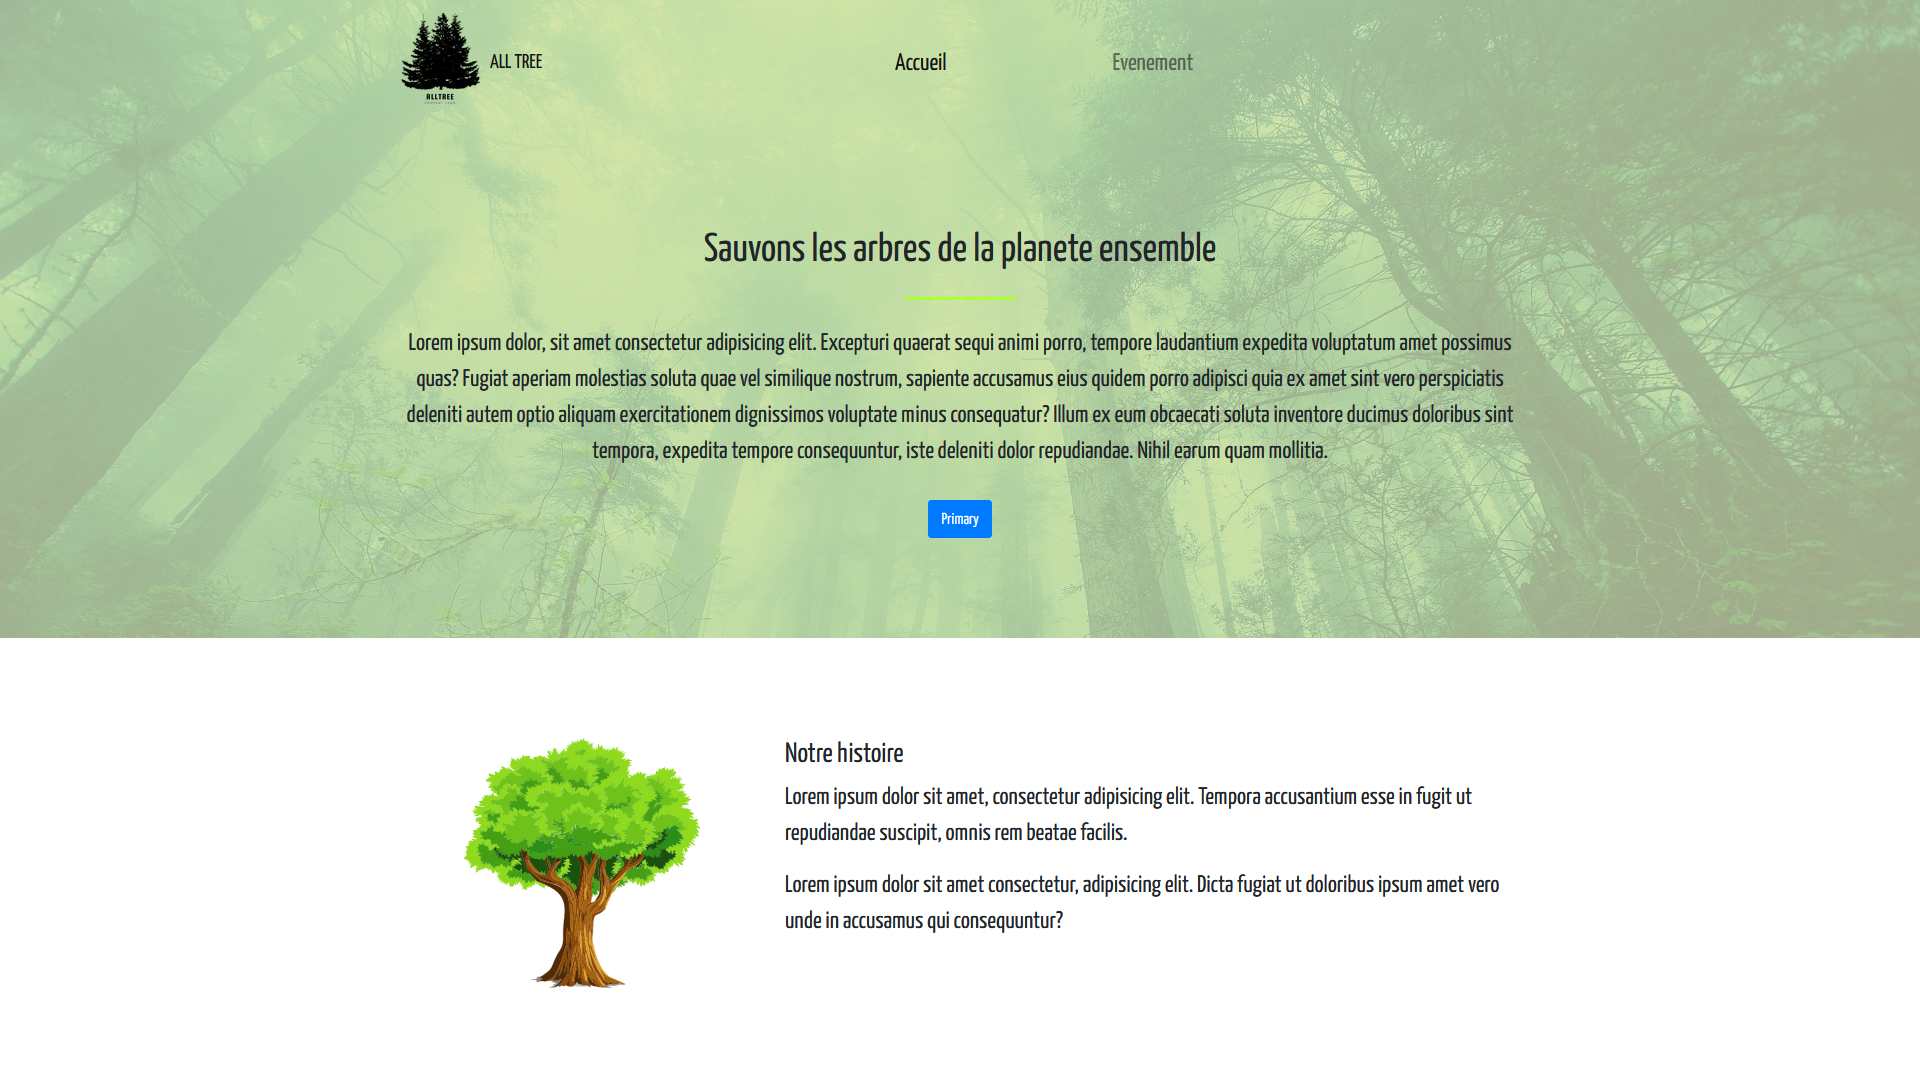 ALL TREE
Accueil
Evenement
ALLTREE
Sauvons les arbres de la planete ensemble
Lorem ipsum dolor, sit amet consectetur adipisicing elit. Excepturi quaerat sequi animi porro, tempore laudantium expedita voluptatum amet possimus
quas? Fugiat aperiam molestias soluta quae vel similique nostrum, sapiente accusamus eius quidem porro adipisci quia ex amet sint vero perspiciatis
deleniti autem optio aliquam exercitationem dignissimos voluptate minus consequatur? Illum ex eum obcaecati soluta inventore ducimus doloribus sint
tempora, expedita tempore consequuntur, iste deleniti dolor repudiandae. Nihil earum quam mollitia.
Primary
Notre histoire
Lorem ipsum dolor sit amet, consectetur adipisicing elit. Tempora accusantium esse in fugit ut
repudiandae suscipit, omnis rem beatae facilis.
Lorem ipsum dolor sit amet consectetur, adipisicing elit. Dicta fugiat ut doloribus ipsum amet vero
unde in accusamus qui consequuntur?